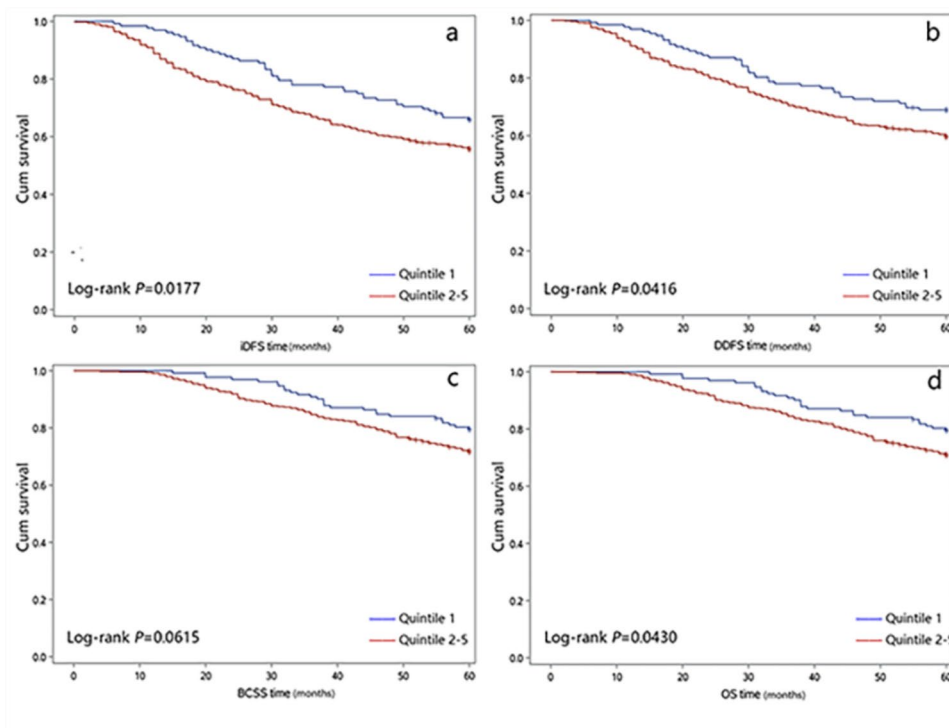 a
Cum survival
1.0
0.8
0.6
0.4
0.2
0.0
Log-rank P=0.0177
Quintile 1
Quintile 2-5
0 10 20 30 40 50 60
iDFS time (months)
b
Cum survival
1.0
0.8
0.6
0.4
0.2
0.0
Log-rank P=0.0416
Quintile 1
Quintile 2-5
0 10 20 30 40 50 60
DDFS time (months)
c
Cum survival
1.0
0.8
0.6
0.4
0.2
0.0
Log-rank P=0.0615
Quintile 1
Quintile 2-5
0 10 20 30 40 50 60
BCSS time (months)
d
Cum aurvival
1.0
0.8
0.6
0.4
0.2
0.0
Log-rank P=0.0430
Quintile 1
Quintile 2-5
0 10 20 30 40 50 60
OS time (months)